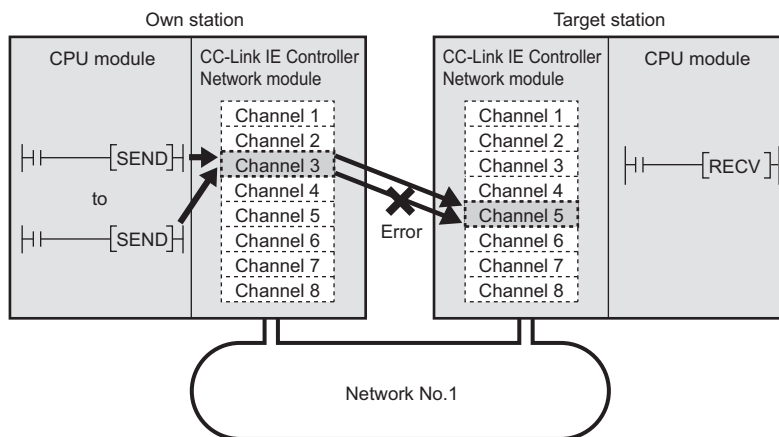 Own station
CPU module
CC-Link IE Controller
Network module
Channel 1
Channel 2
Channel 3
Channel 4
Channel 5
Channel 6
Channel 7
Channel 8
SEND
to
SEND
Error
Target station
CC-Link IE Controller
Network module
Channel 1
Channel 2
Channel 3
Channel 4
Channel 5
Channel 6
Channel 7
Channel 8
CPU module
RECV
Network No.1